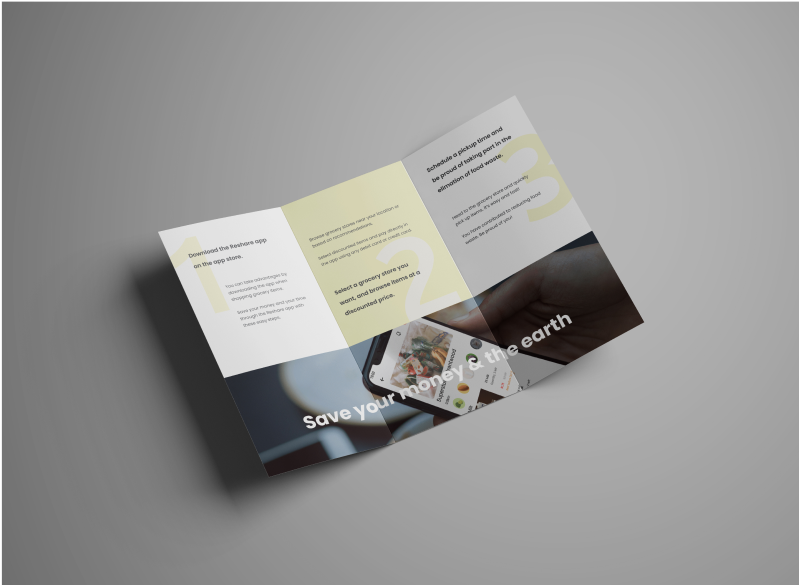 1
Download the Reshare app
on the app store.
You can take advantages by
downloading the app when
shopping grocery items.
Save your money and your time
through the Reshare app with
these easy steps.
2
Browse grocery stores near your location or
based on recommendations.
Select discounted items and pay directly in
the app using any debit card or credit card
Select a grocery store you
want, and browse items at a
discounted price.
3
Schedule a pickup time and
be proud of taking part in the
elimation of food waste.
Head to the grocery store and quickly
pick up items. It's easy and fast!
You have contributed to reducing food
waste. Be proud of you!
Save your money & the earth